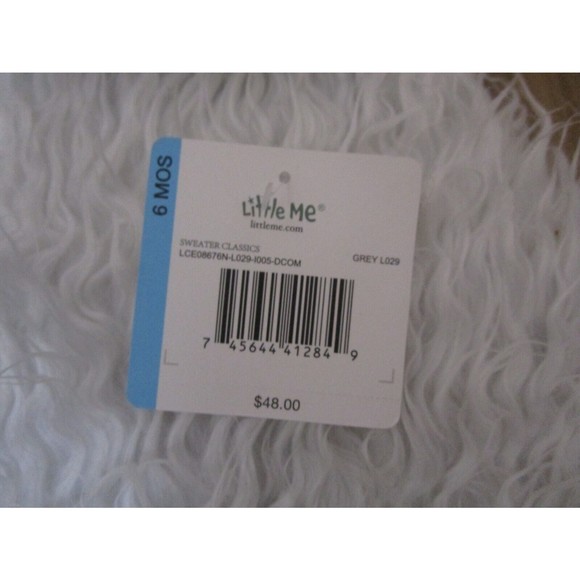 6 MOS
Little Me®
littleme.com
SWEATER CLASSICS
LCE08676N-L029-I005-DCOM GREY L029
7 45644 41284 9
$48.00